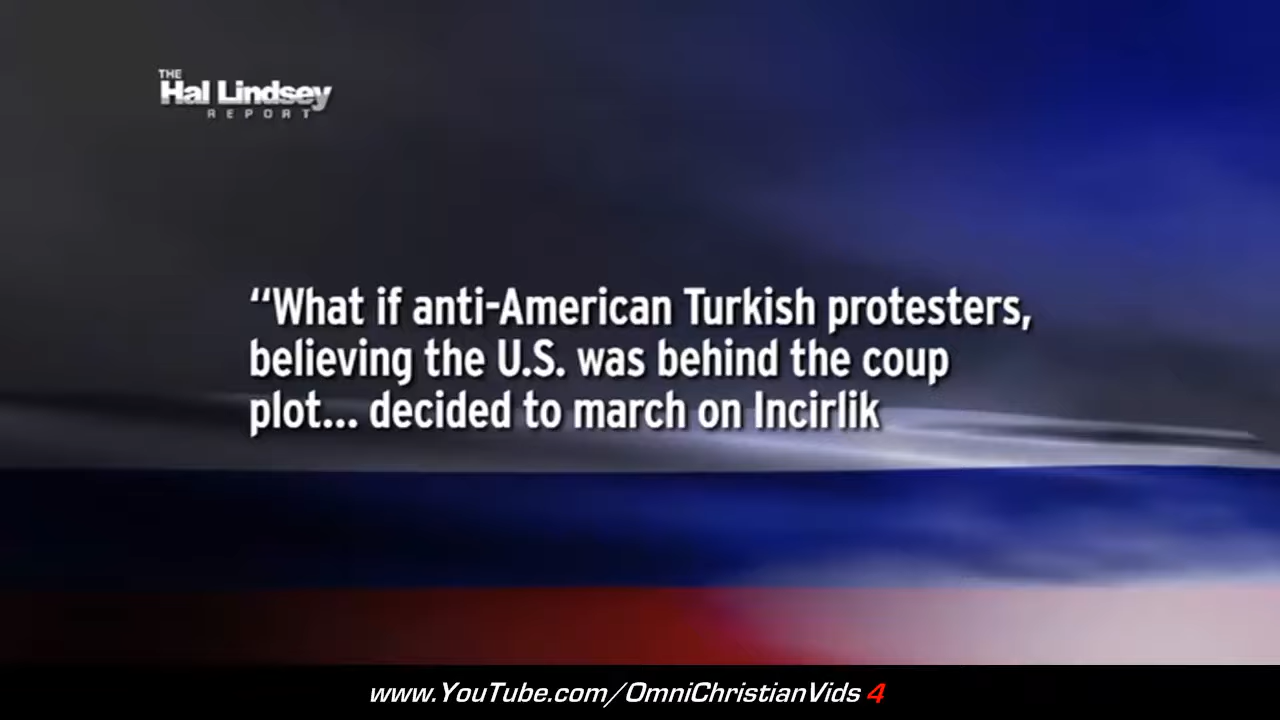 THE
Hal Lindsey
REPORT
“What if anti-American Turkish protesters,
believing the U.S. was behind the coup
plot... decided to march on Incirlik
www.YouTube.com/OmniChristianVids 4